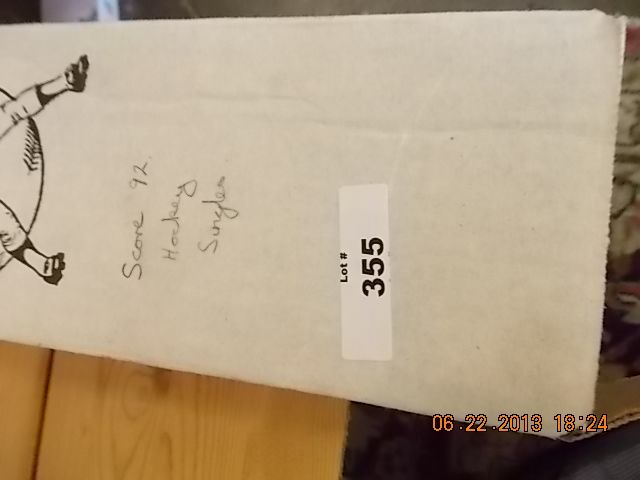 Score 92.
Hockey
Singles
Lot #
355
06.22.2013 18:24